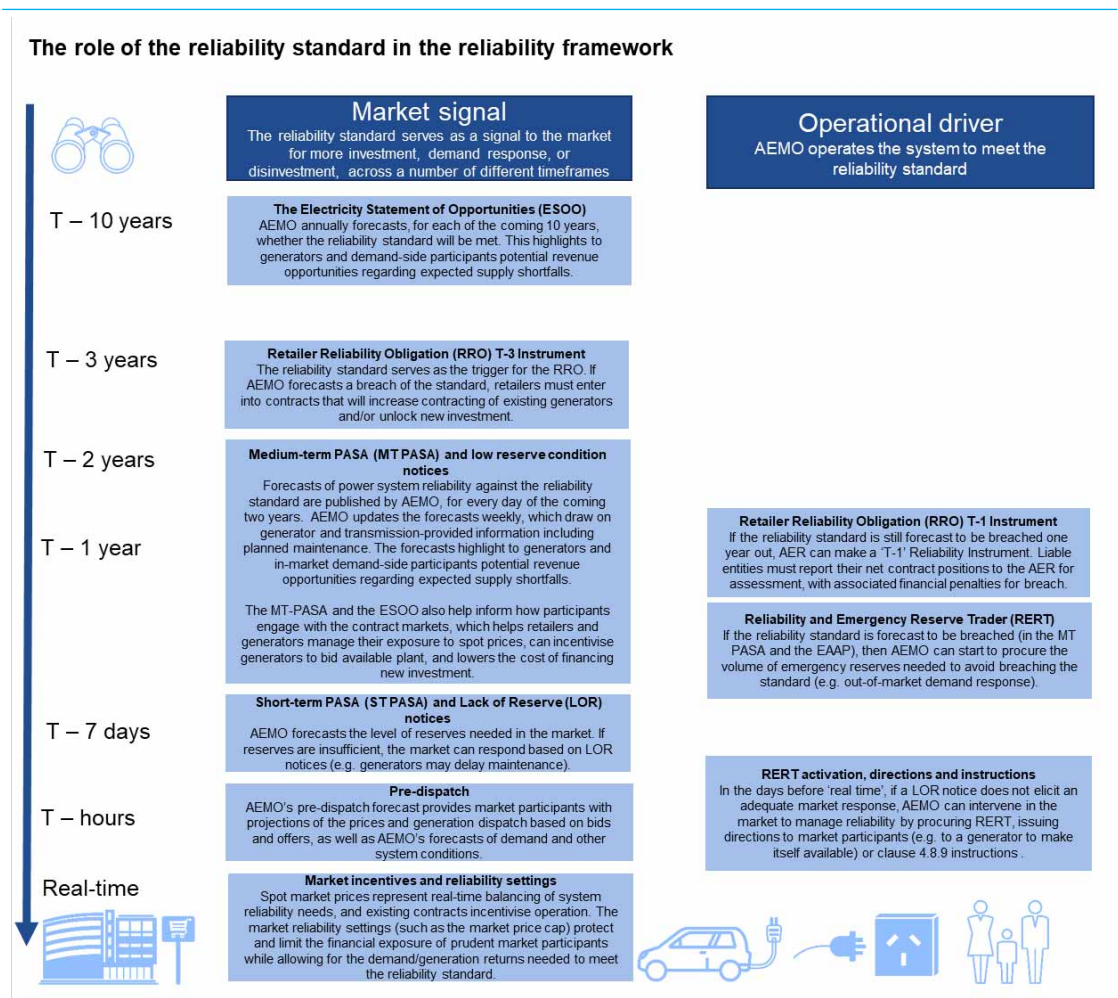 The role of the reliability standard in the reliability framework
Market signal
The reliability standard serves as a signal to the market
for more investment, demand response, or
disinvestment, across a number of different timeframes
Operational driver
AEMO operates the system to meet the
reliability standard
T – 10 years
The Electricity Statement of Opportunities (ESOO)
AEMO annually forecasts, for each of the coming 10 years,
whether the reliability standard will be met. This highlights to
generators and demand-side participants potential revenue
opportunities regarding expected supply shortfalls.
T – 3 years
Retailer Reliability Obligation (RRO) T-3 Instrument
The reliability standard serves as the trigger for the RRO. If
AEMO forecasts a breach of the standard, retailers must enter
into contracts that will increase contracting of existing generators
and/or unlock new investment.
T – 2 years
Medium-term PASA (MT PASA) and low reserve condition
notices
Forecasts of power system reliability against the reliability
standard are published by AEMO, for every day of the coming
two years. AEMO updates the forecasts weekly, which draw on
generator and transmission-provided information including
planned maintenance. The forecasts highlight to generators and
in-market demand-side participants potential revenue
opportunities regarding expected supply shortfalls.
The MT-PASA and the ESOO also help inform how participants
engage with the contract markets, which helps retailers and
generators manage their exposure to spot prices, can incentivise
generators to bid available plant, and lowers the cost of financing
new investment.
T – 1 year
Retailer Reliability Obligation (RRO) T-1 Instrument
If the reliability standard is still forecast to be breached one
year out, AER can make a 'T-1' Reliability Instrument. Liable
entities must report their net contract positions to the AER for
assessment, with associated financial penalties for breach.
Reliability and Emergency Reserve Trader (RERT)
If the reliability standard is forecast to be breached (in the MT
PASA and the EAAP), then AEMO can start to procure the
volume of emergency reserves needed to avoid breaching the
standard (e.g. out-of-market demand response).
T – 7 days
Short-term PASA (ST PASA) and Lack of Reserve (LOR)
notices
AEMO forecasts the level of reserves needed in the market. If
reserves are insufficient, the market can respond based on LOR
notices (e.g. generators may delay maintenance).
RERT activation, directions and instructions
In the days before 'real time', if a LOR notice does not elicit an
adequate market response, AEMO can intervene in the
market to manage reliability by procuring RERT, issuing
directions to market participants (e.g. to a generator to make
itself available) or clause 4.8.9 instructions .
T – hours
Pre-dispatch
AEMO's pre-dispatch forecast provides market participants with
projections of the prices and generation dispatch based on bids
and offers, as well as AEMO's forecasts of demand and other
system conditions.
Real-time
Market incentives and reliability settings
Spot market prices represent real-time balancing of system
reliability needs, and existing contracts incentivise operation. The
market reliability settings (such as the market price cap) protect
and limit the financial exposure of prudent market participants
while allowing for the demand/generation returns needed to meet
the reliability standard.